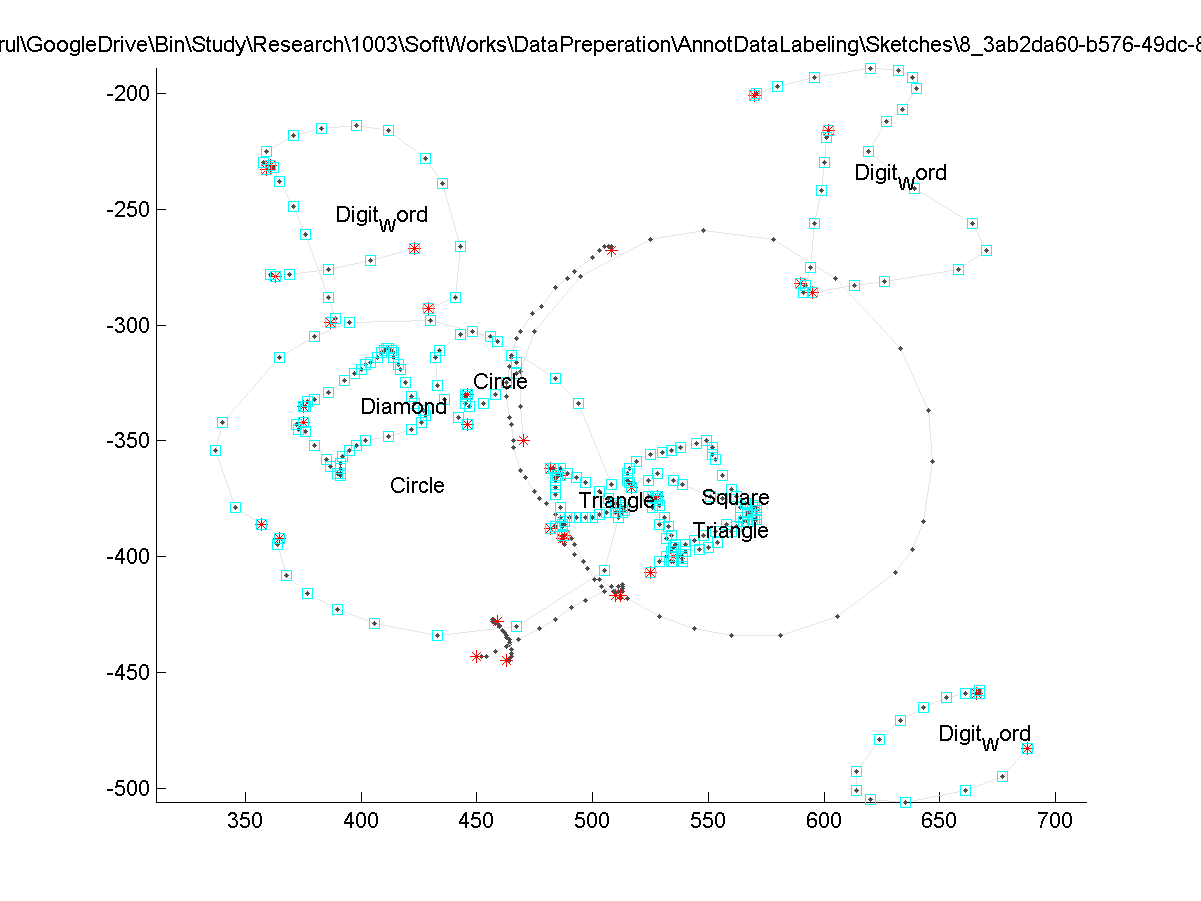 rul\GoogleDrive\Bin\Study\Research\1003\SoftWorks\DataPreperation\AnnotDataLabeling\Sketches\8_3ab2da60-b576-49dc-8
-200
Digit_word
Digit_word
-250
-300
Circle
Diamond
-350
Circle
Triangle
Square
Triangle
-400
-450
Digit_word
-500
350 400 450 500 550 600 650 700